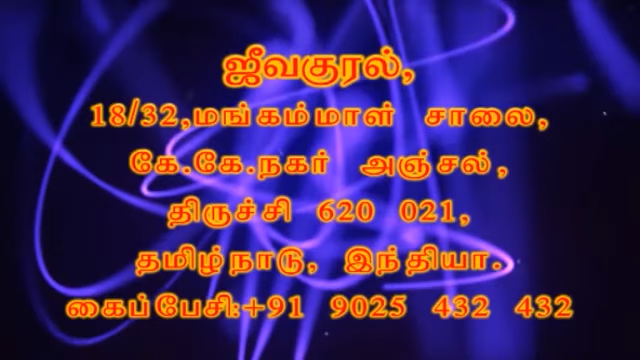 ஜீவகுரல்,
18/32,மங்கம்மாள் சாலை,
கே.கே.நகர் அஞ்சல்,
திருச்சி 620 021,
தமிழ்நாடு, இந்தியா.
கைப்பேசி:+91 9025 432 432